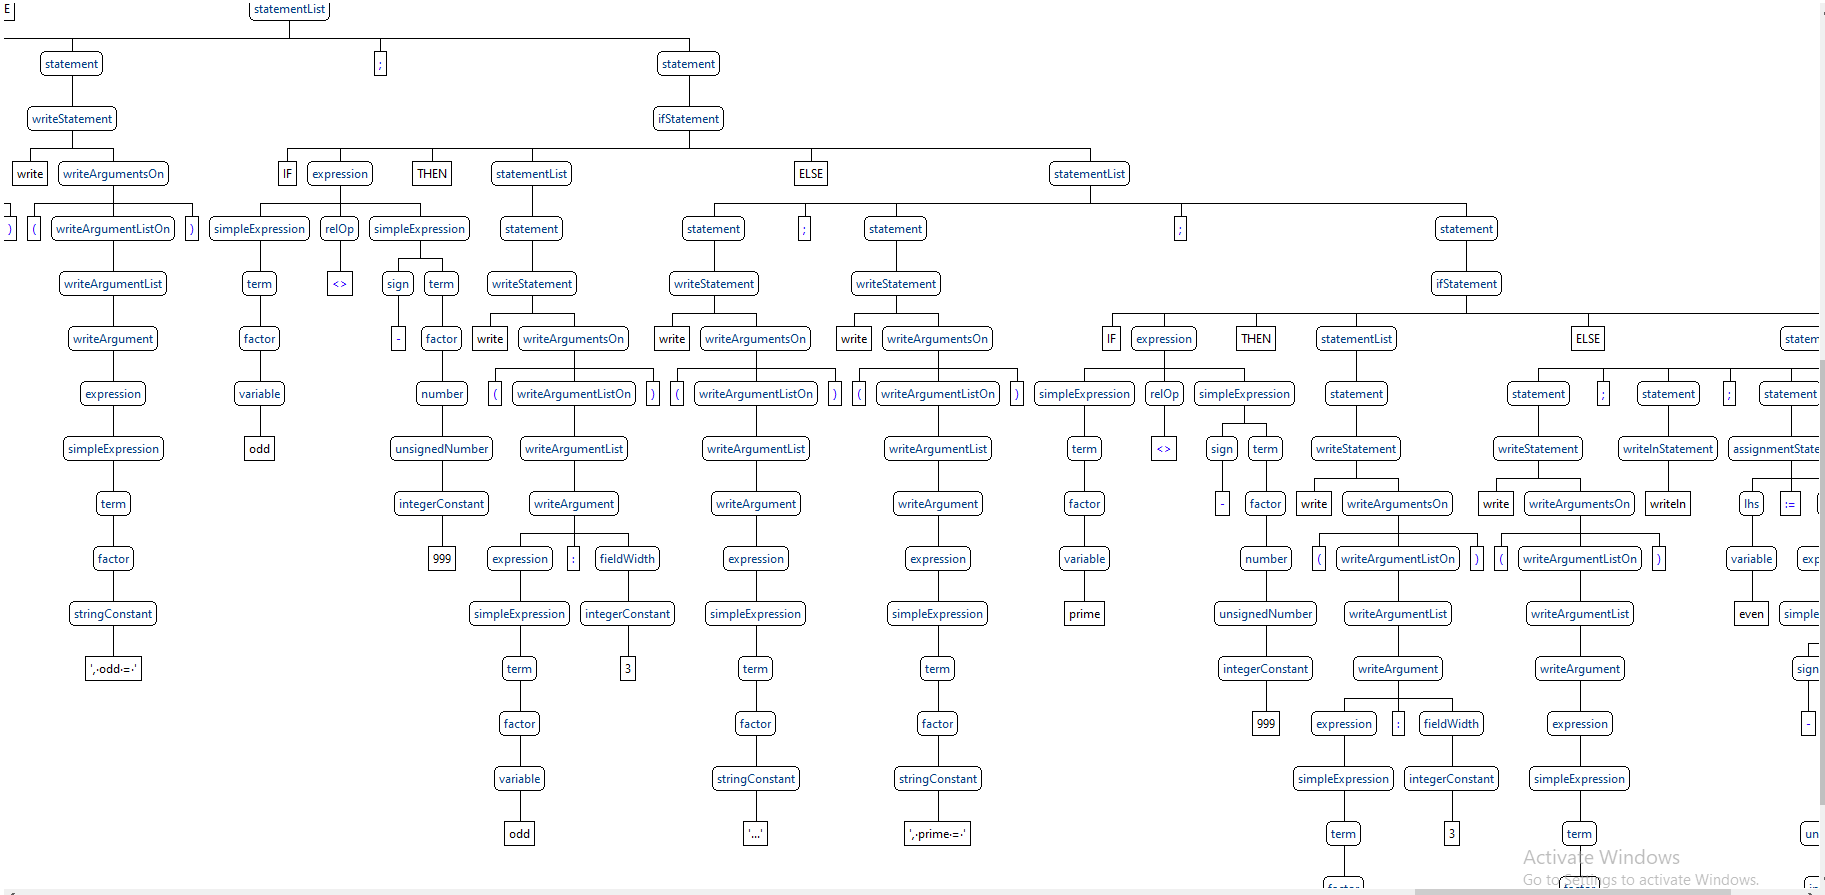 E statementList
statement ; statement
writeStatement ifStatement
write writeArgumentsOn IF expression THEN statementList ELSE statementList
) ( writeArgumentListOn ) simpleExpression relOp simpleExpression statement statement ; statement ; statement
writeArgumentList term <> sign term writeStatement writeStatement writeStatement ifStatement
writeArgument factor - factor write writeArgumentsOn write writeArgumentsOn write writeArgumentsOn IF expression THEN statementList ELSE statem
expression variable number ( writeArgumentListOn ) ( writeArgumentListOn ) ( writeArgumentListOn ) simpleExpression relOp simpleExpression statement statement ; statement ; statement
simpleExpression odd unsignedNumber writeArgumentList writeArgumentList writeArgumentList term <> sign term writeStatement writeStatement writelnStatement assignmentState
term integerConstant writeArgument writeArgument writeArgument factor - factor write writeArgumentsOn write writeArgumentsOn writeln lhs :=
factor 999 expression : fieldWidth expression expression variable number ( writeArgumentListOn ) ( writeArgumentListOn ) variable exp
stringConstant simpleExpression integerConstant simpleExpression simpleExpression prime unsignedNumber writeArgumentList writeArgumentList even simple
',·odd·=·' term 3 term term integerConstant writeArgument writeArgument sign
factor factor factor 999 expression : fieldWidth expression -
variable stringConstant stringConstant simpleExpression integerConstant simpleExpression
odd '...' ',·prime·=·' term 3 term un
Activate Windows
factor factor in
Go to Settings to activate Windows.